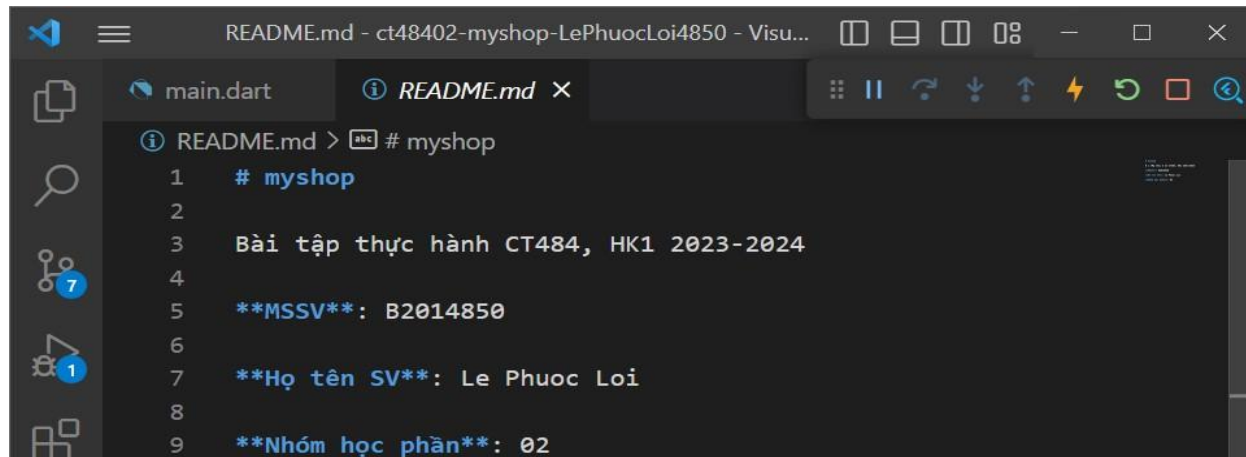 README.md - ct48402-myshop-LePhuocLoi4850 - Visu...
main.dart
README.md
README.md > abc # myshop
1 # myshop
2
3 Bài tập thực hành CT484, HK1 2023-2024
4
5 **MSSV**: B2014850
6
7 **Họ tên SV**: Le Phuoc Loi
8
9 **Nhóm học phần**: 02
7
1